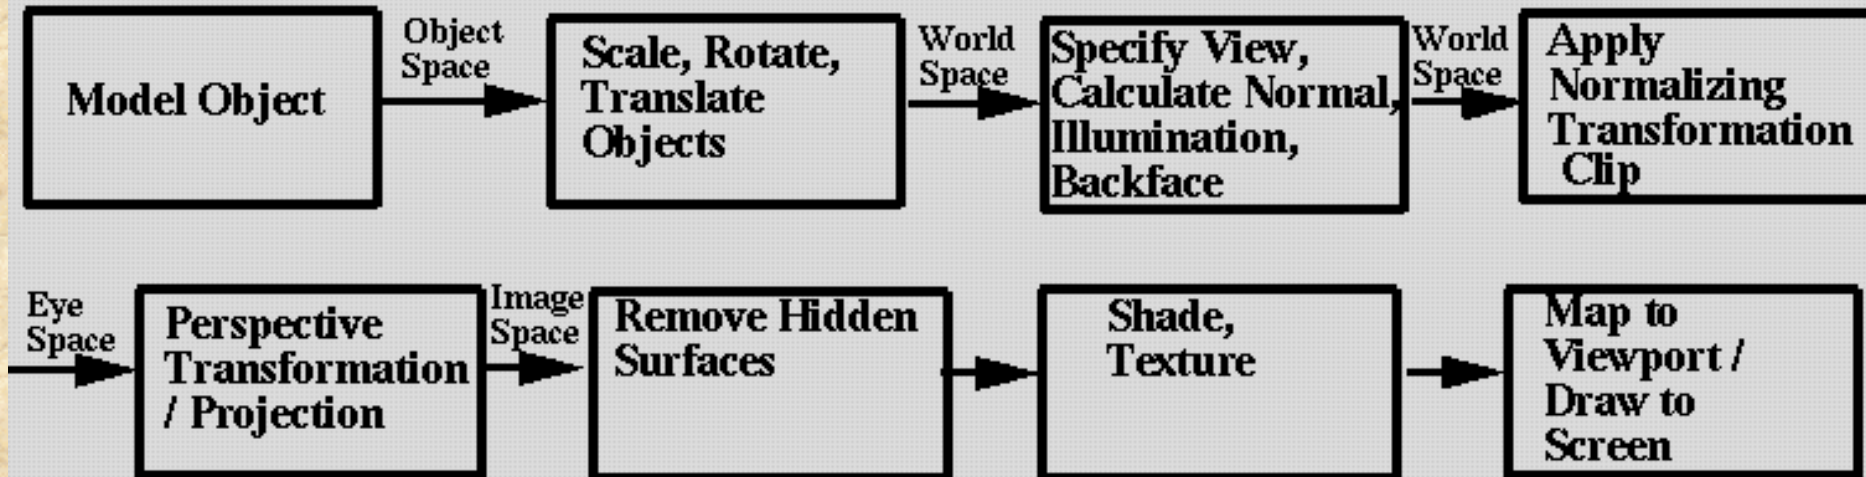 Model Object
Object
Space
Scale, Rotate,
Translate
Objects
World
Space
Specify View,
Calculate Normal,
Illumination,
Backface
World
Space
Apply
Normalizing
Transformation
Clip
Eye
Space
Perspective
Transformation
/ Projection
Image
Space
Remove Hidden
Surfaces
Shade,
Texture
Map to
Viewport /
Draw to
Screen